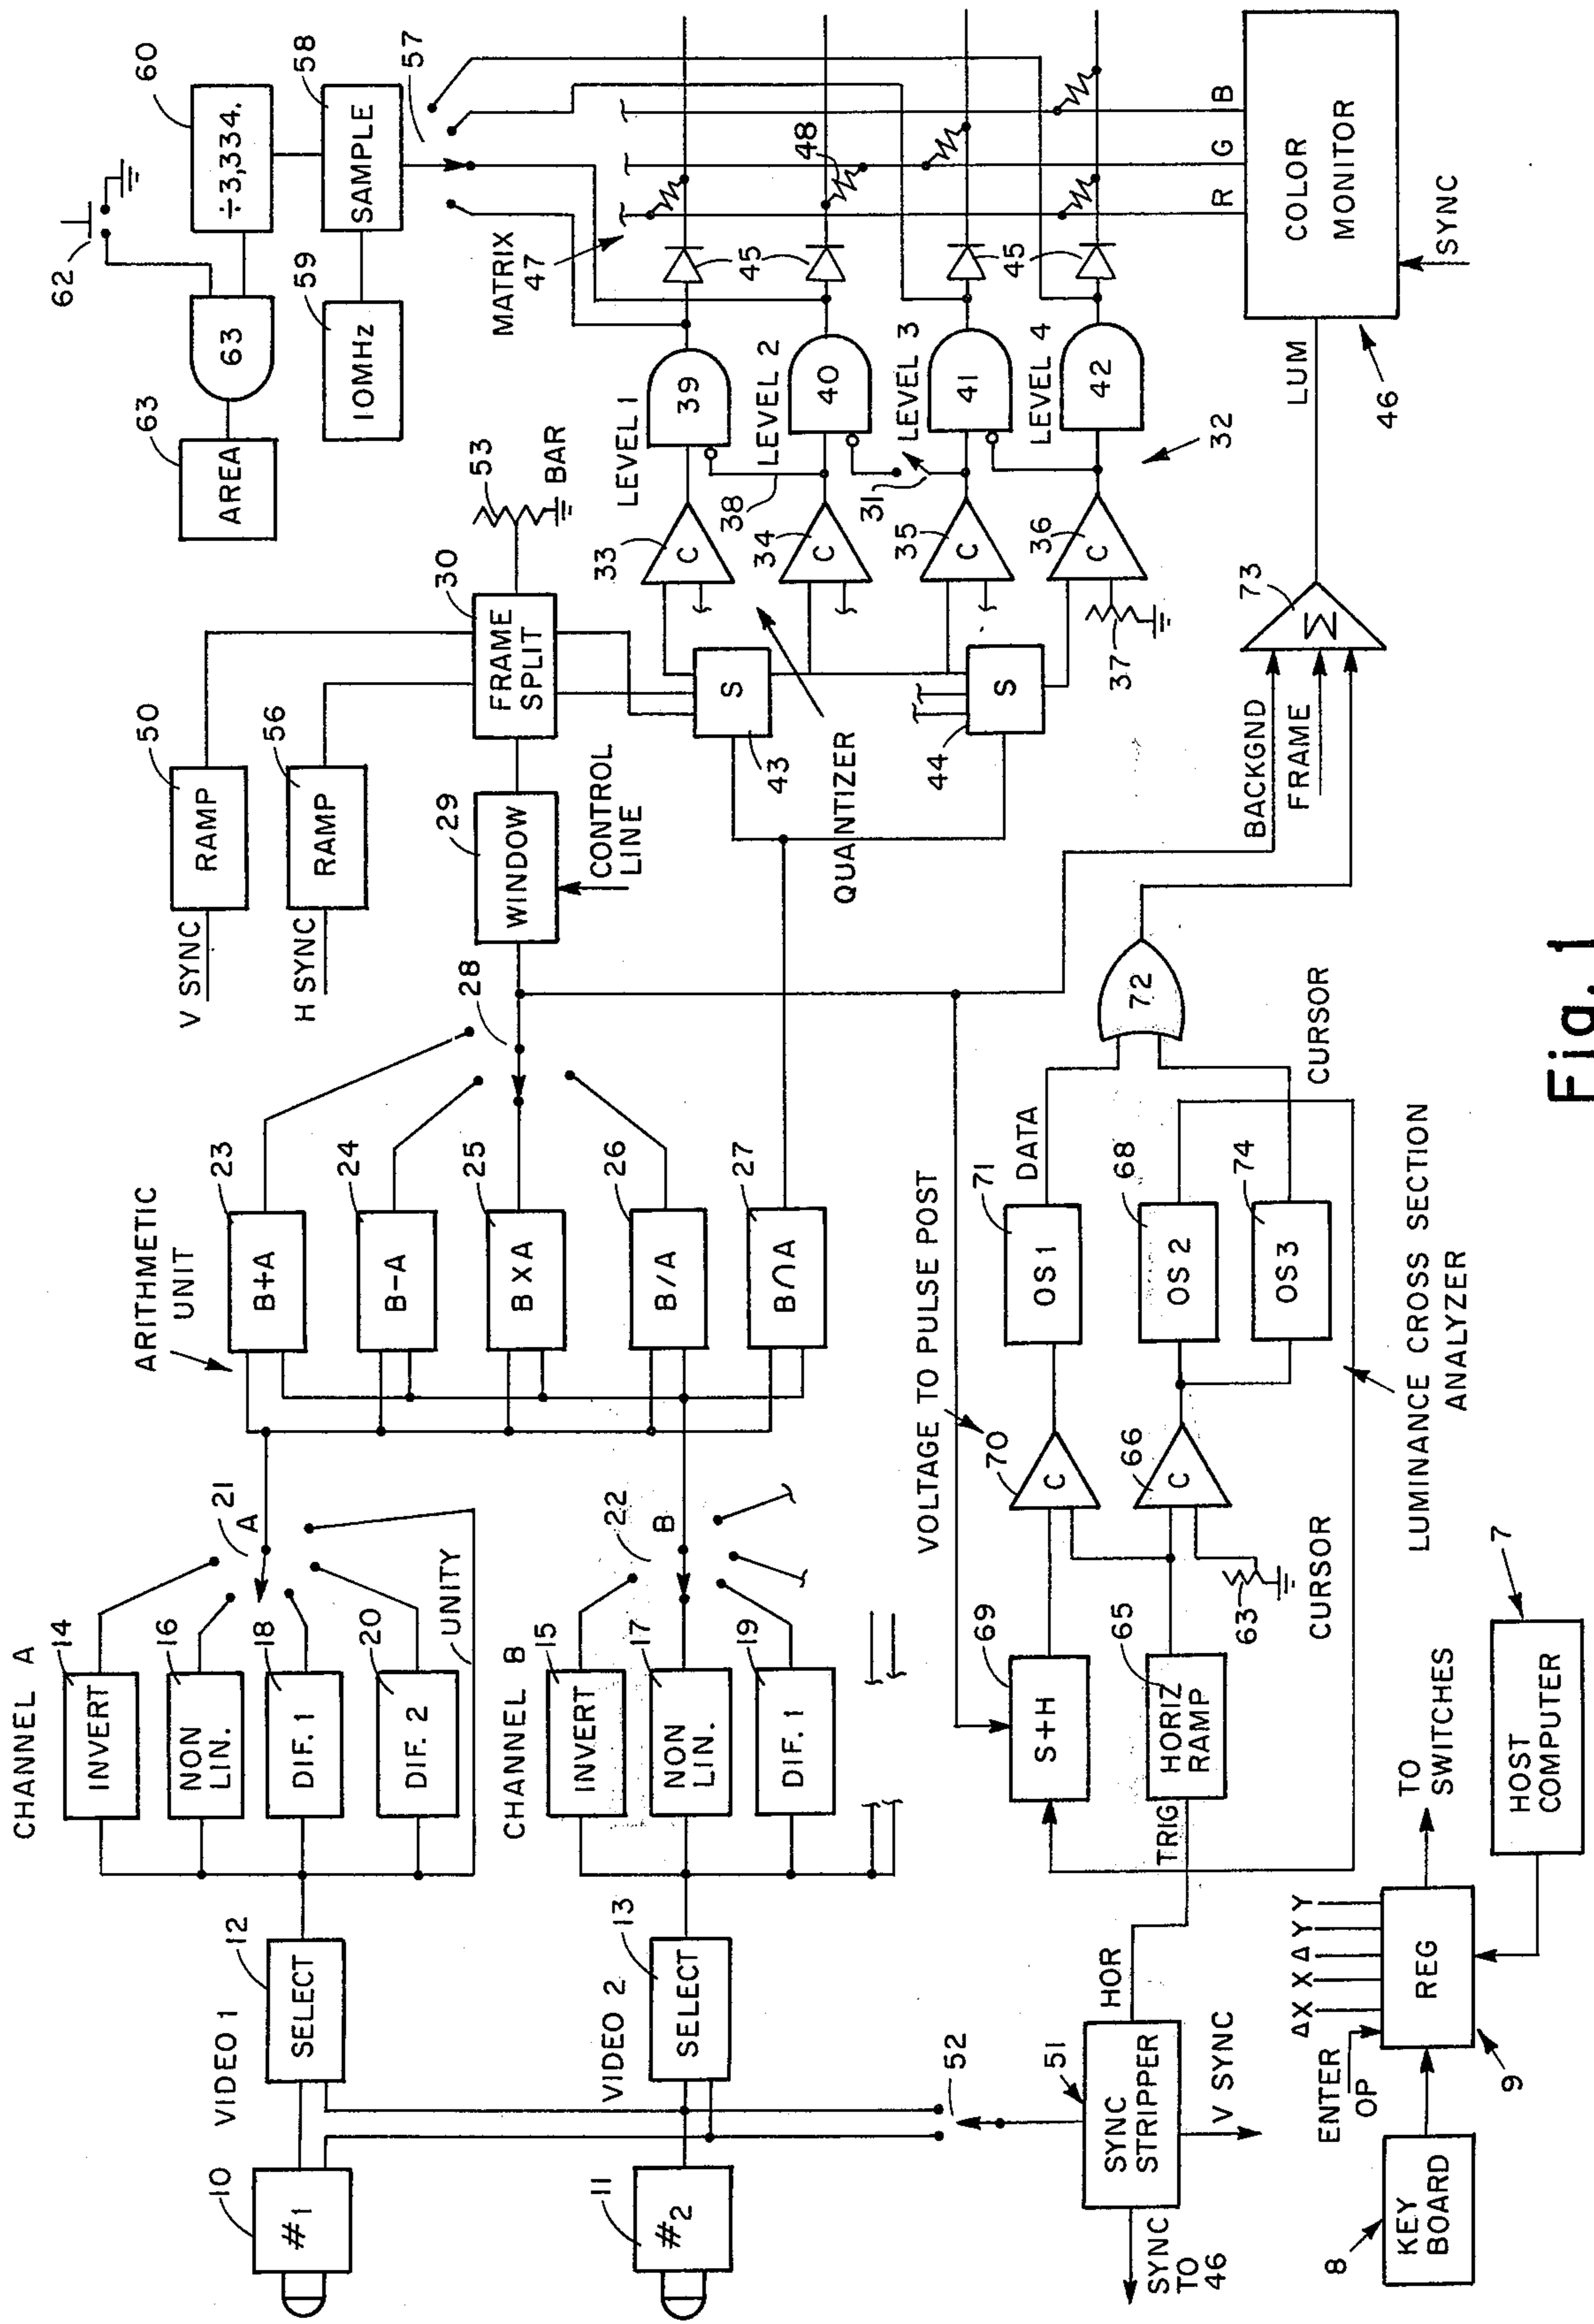 CHANNEL A
14
INVERT
16
NON
LIN.
18
DIF. 1
20
DIF. 2
UNITY
21
A
VIDEO 1
12
SELECT
10
#1
CHANNEL B
15
INVERT
17
NON
LIN.
19
DIF. 1
22
B
VIDEO 2
13
SELECT
11
#2
ARITHMETIC
UNIT
23
B+A
24
B-A
25
B X A
26
B/A
27
B∩A
28
V SYNC
50
RAMP
H SYNC
56
RAMP
29
WINDOW
CONTROL
LINE
30
FRAME
SPLIT
53
BAR
63
AREA
63
62
60
÷3,334.
59
10MHz
58
SAMPLE
57
MATRIX
47
48
QUANTIZER
43
S
44
S
33
C
34
C
35
C
36
C
37
38
31
32
LEVEL 1
39
LEVEL 2
40
LEVEL 3
41
LEVEL 4
42
45
45
R
G
B
COLOR
MONITOR
SYNC
46
LUM
73
Σ
BACKGND
FRAME
VOLTAGE TO PULSE POST
69
S+H
70
C
71
OS1
DATA
65
HORIZ
RAMP
TRIG
66
C
63
CURSOR
68
OS2
74
OS3
72
CURSOR
LUMINANCE CROSS SECTION
ANALYZER
HOR
52
51
SYNC
STRIPPER
V SYNC
SYNC
TO
46
8
KEY
BOARD
ENTER
OP
ΔX X Δ Y Y
REG
9
TO
SWITCHES
7
HOST
COMPUTER
Fig. 1